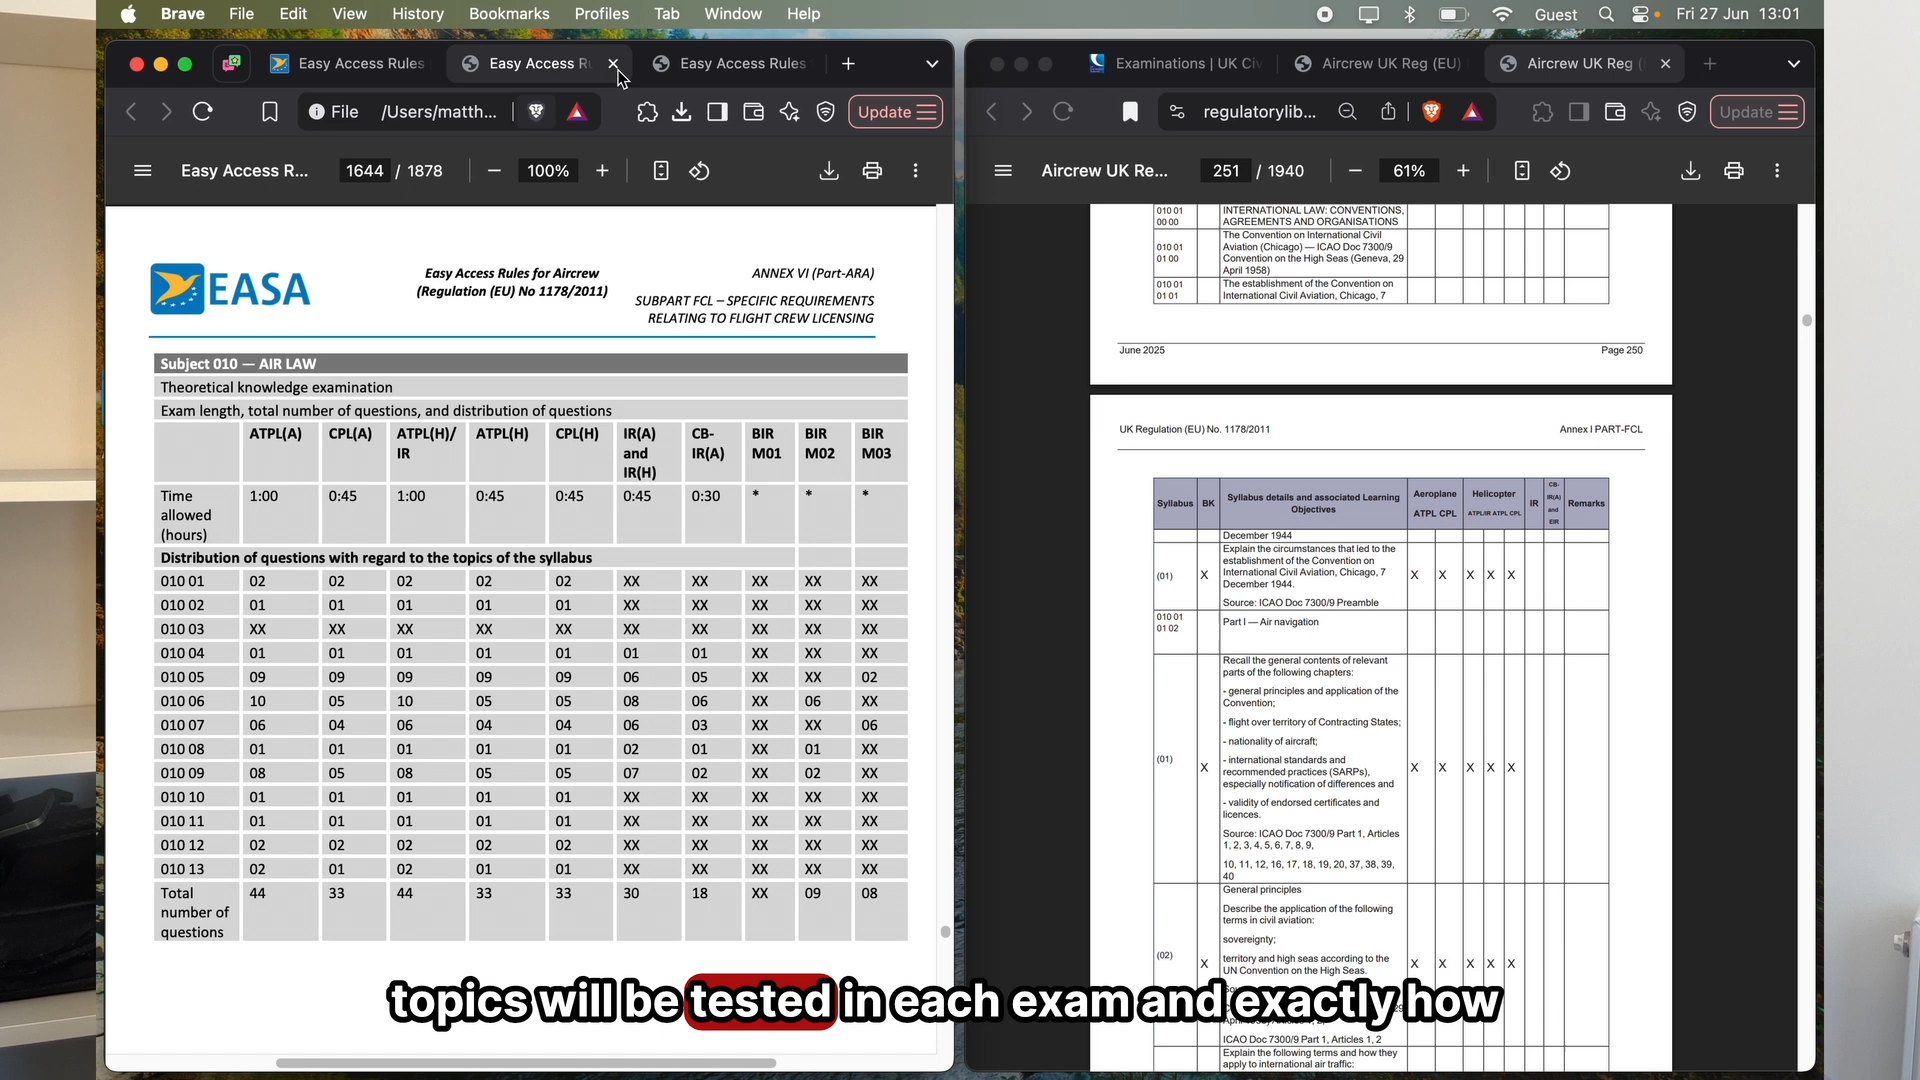 Brave File Edit View History Bookmarks Profiles Tab Window Help Guest Fri 27 Jun 13:01
Easy Access Rules Easy Access Ru Easy Access Rules
File /Users/matth... Update
Easy Access R... 1644 / 1878 100%
EASA
Easy Access Rules for Aircrew
(Regulation (EU) No 1178/2011)
ANNEX VI (Part-ARA)
SUBPART FCL – SPECIFIC REQUIREMENTS
RELATING TO FLIGHT CREW LICENSING
Subject 010 — AIR LAW
Theoretical knowledge examination
Exam length, total number of questions, and distribution of questions
ATPL(A) CPL(A) ATPL(H)/ ATPL(H) CPL(H) IR(A) CB- BIR BIR BIR
IR and IR(A) M01 M02 M03
IR(H)
Time 1:00 0:45 1:00 0:45 0:45 0:45 0:30 * * *
allowed
(hours)
Distribution of questions with regard to the topics of the syllabus
010 01 02 02 02 02 02 XX XX XX XX XX
010 02 01 01 01 01 01 XX XX XX XX XX
010 03 XX XX XX XX XX XX XX XX XX XX
010 04 01 01 01 01 01 01 01 XX XX XX
010 05 09 09 09 09 09 06 05 XX XX 02
010 06 10 05 10 05 05 08 06 XX 06 XX
010 07 06 04 06 04 04 06 03 XX XX 06
010 08 01 01 01 01 01 02 01 XX 01 XX
010 09 08 05 08 05 05 07 02 XX 02 XX
010 10 01 01 01 01 01 XX XX XX XX XX
010 11 01 01 01 01 01 XX XX XX XX XX
010 12 02 02 02 02 02 XX XX XX XX XX
010 13 02 01 02 01 01 XX XX XX XX XX
Total 44 33 44 33 33 30 18 XX 09 08
number of
questions
Examinations | UK Civ Aircrew UK Reg (EU) Aircrew UK Reg (
regulatorylib... Update
Aircrew UK Re... 251 / 1940 61%
010 01 INTERNATIONAL LAW: CONVENTIONS,
00 00 AGREEMENTS AND ORGANISATIONS
The Convention on International Civil
010 01 Aviation (Chicago) — ICAO Doc 7300/9
01 00 Convention on the High Seas (Geneva, 29
April 1958)
010 01 The establishment of the Convention on
01 01 International Civil Aviation, Chicago, 7
June 2025 Page 250
UK Regulation (EU) No. 1178/2011 Annex I PART-FCL
Syllabus BK Syllabus details and associated Learning Objectives Aeroplane ATPL CPL Helicopter ATPL/IR ATPL CPL IR CB-IR(A) and EIR Remarks
December 1944
Explain the circumstances that led to the
establishment of the Convention on
(01) X International Civil Aviation, Chicago, 7 X X X X X
December 1944.
Source: ICAO Doc 7300/9 Preamble
010 01 Part I — Air navigation
01 02
Recall the general contents of relevant
parts of the following chapters:
- general principles and application of the
Convention;
- flight over territory of Contracting States;
- nationality of aircraft;
(01) X - international standards and X X X X X
recommended practices (SARPs),
especially notification of differences and
- validity of endorsed certificates and
licences.
Source: ICAO Doc 7300/9 Part 1, Articles
1, 2, 3, 4, 5, 6, 7, 8, 9,
10, 11, 12, 16, 17, 18, 19, 20, 37, 38, 39,
40
General principles
Describe the application of the following
terms in civil aviation:
sovereignty;
(02) X territory and high seas according to the X X X X X
UN Convention on the High Seas.
ICAO Doc 7300/9 Part 1, Articles 1, 2
Explain the following terms and how they
apply to international air traffic:
topics will be tested in each exam and exactly how